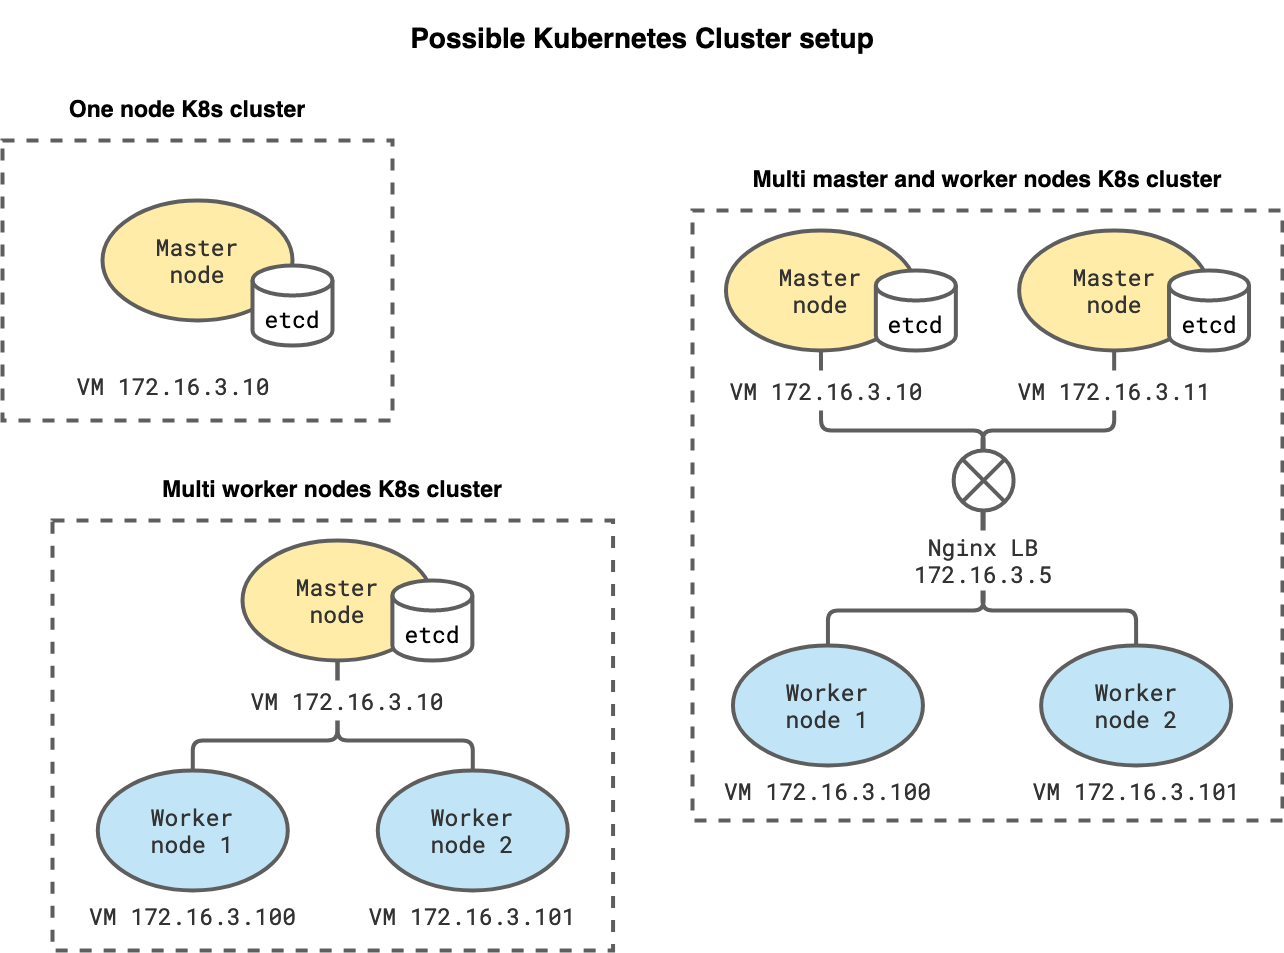 Possible Kubernetes Cluster setup
One node K8s cluster
Master
node
etcd
VM 172.16.3.10
Multi worker nodes K8s cluster
Master
node
etcd
VM 172.16.3.10
Worker
node 1
Worker
node 2
VM 172.16.3.100
VM 172.16.3.101
Multi master and worker nodes K8s cluster
Master
node
etcd
Master
node
etcd
VM 172.16.3.10
VM 172.16.3.11
Nginx LB
172.16.3.5
Worker
node 1
Worker
node 2
VM 172.16.3.100
VM 172.16.3.101